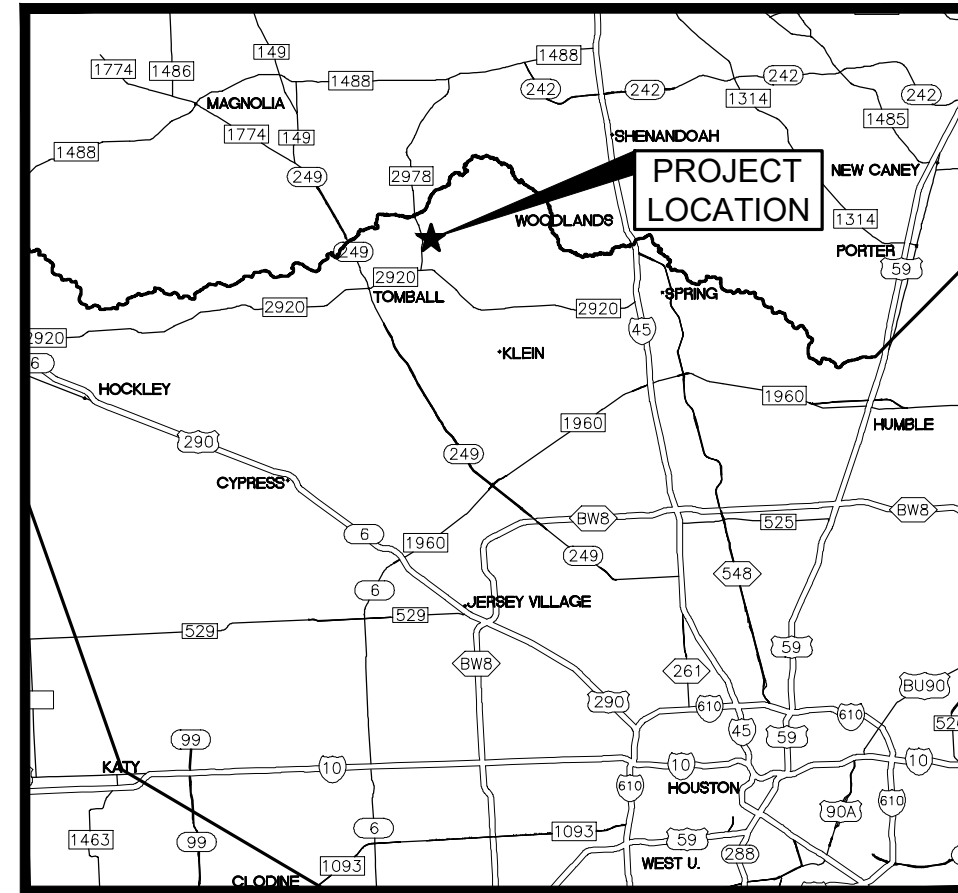 149
1488
1774
1486
1488
242
242
242
242
1314
MAGNOLIA
1485
1774
149
SHENANDOAH
1488
PROJECT
LOCATION
NEW CANEY
249
2978
WOODLANDS
1314
PORTER
249
59
2920
TOMBALL
2920
2920
SPRING
2920
45
KLEIN
6
HOCKLEY
1960
1960
HUMBLE
290
249
CYPRESS
BW8
BW8
525
6
1960
249
548
6
JERSEY VILLAGE
529
529
59
BW8
261
BU90
290
610
610
45
59
99
KATY
10
10
10
610
HOUSTON
610
90A
1463
99
6
1093
59
288
1093
WEST U.
CLODINE